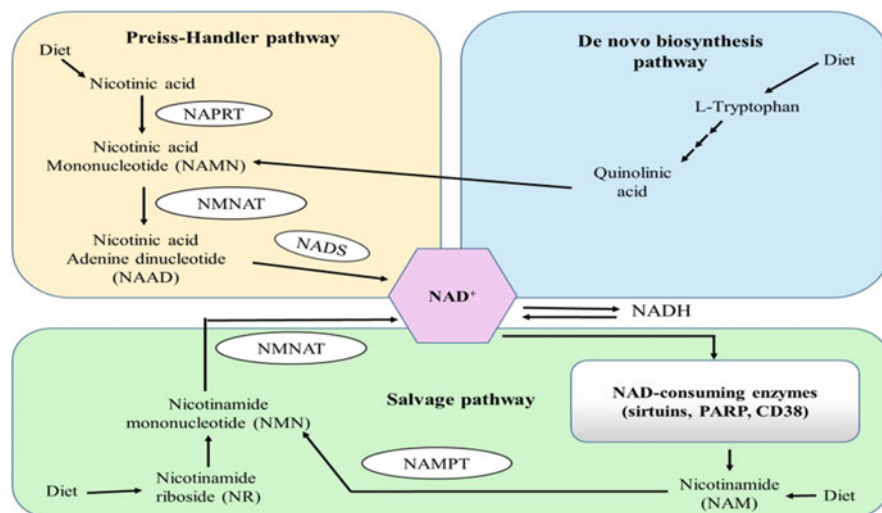 Preiss-Handler pathway
Diet
Nicotinic acid
NAPRT
Nicotinic acid
Mononucleotide (NAMN)
NMNAT
Nicotinic acid
Adenine dinucleotide
(NAAD)
NADS
De novo biosynthesis
pathway
Diet
L-Tryptophan
Quinolinic
acid
NAD⁺
NADH
NMNAT
Salvage pathway
NAD-consuming enzymes
(sirtuins, PARP, CD38)
Nicotinamide
mononucleotide (NMN)
NAMPT
Diet
Nicotinamide
riboside (NR)
Nicotinamide
(NAM)
Diet